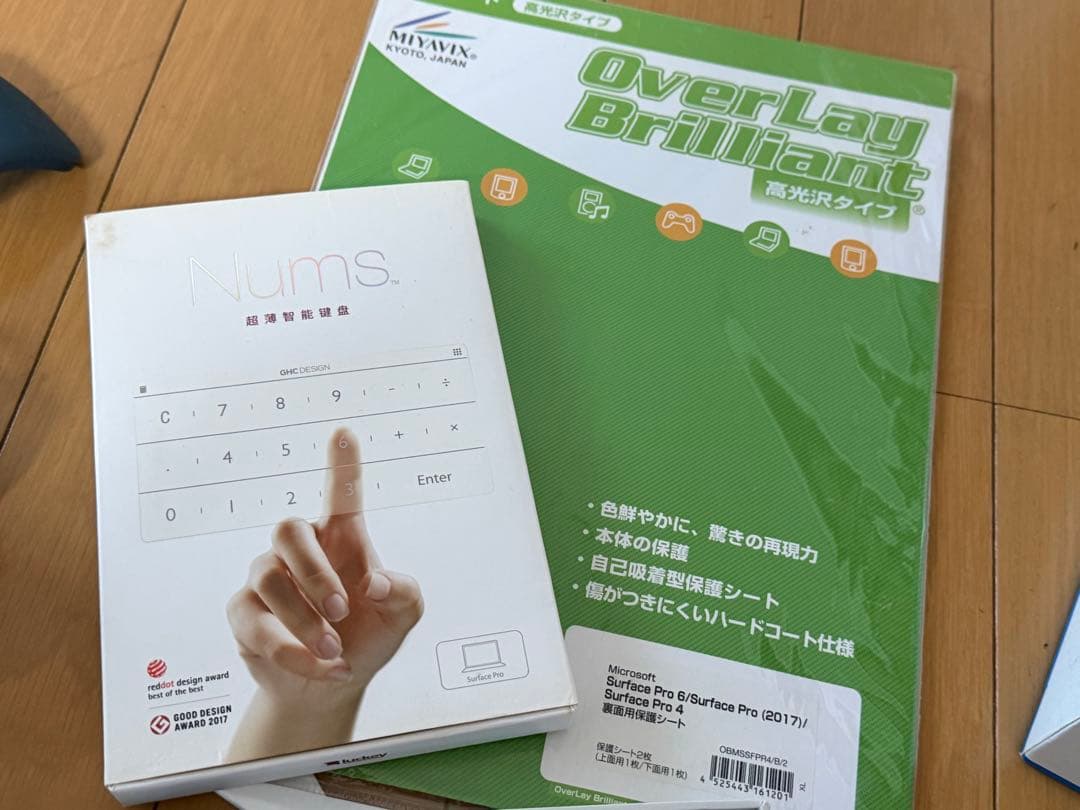 高光沢タイプ
MIYAVIX®
KYOTO, JAPAN
OverLay
Brilliant®
高光沢タイプ
・色鮮やかに、驚きの再現力
・本体の保護
・自己吸着型保護シート
・傷がつきにくいハードコート仕様
Microsoft
Surface Pro 6/Surface Pro (2017)/
Surface Pro 4
裏面用保護シート
保護シート2枚
(上面用1枚/下面用1枚)
OBMSSFPR4/B/2
4 525443 161201
XL
OverLay Brillia
Nums™
超薄智能键盘
GHC DESIGN
C 7 8 9 - ÷
. 4 5 6 + ×
0 1 2 3 Enter
reddot design award
best of the best
GOOD DESIGN
AWARD 2017
Surface Pro
luckey